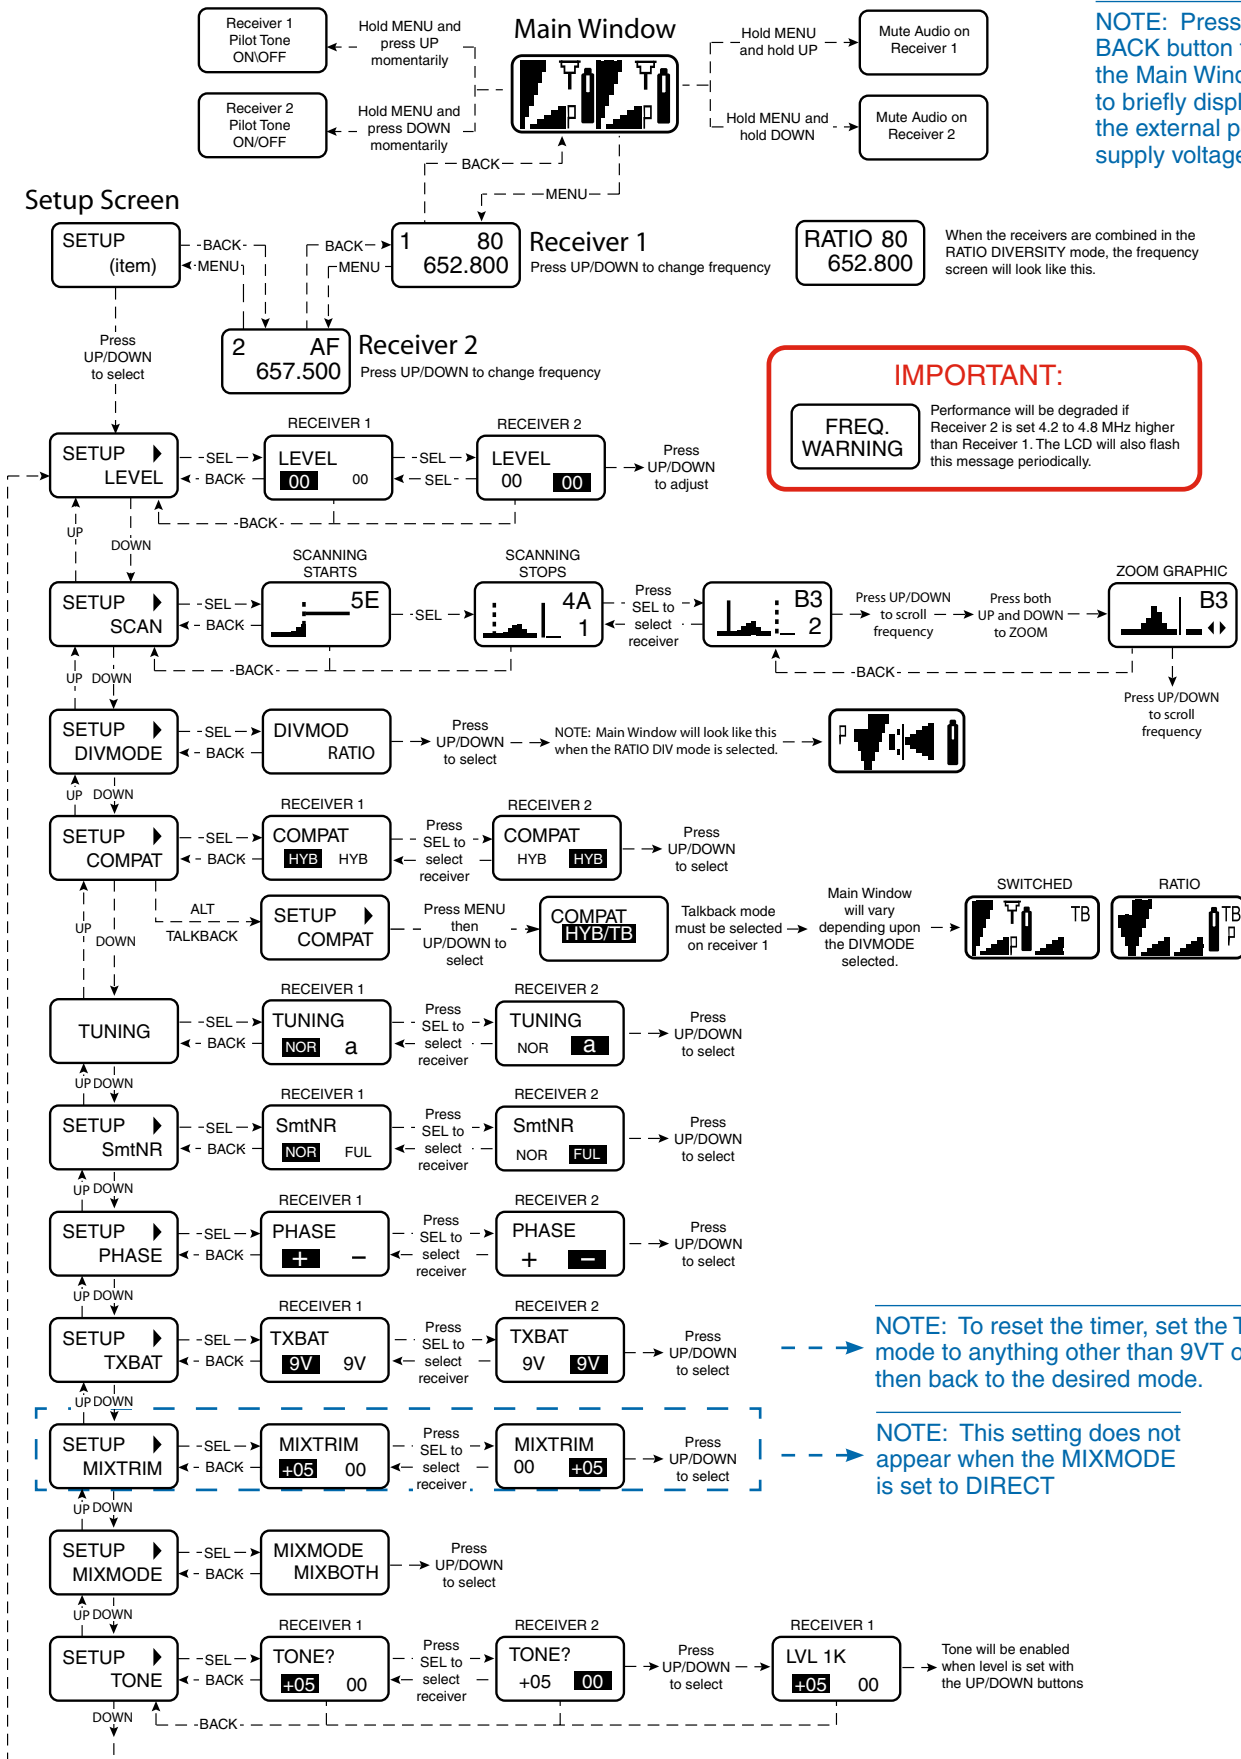 Receiver 1
Pilot Tone
ON\OFF
Hold MENU and
press UP
momentarily
Main Window
Hold MENU
and hold UP
Mute Audio on
Receiver 1
NOTE: Press
BACK button
the Main
to briefly
the external
supply voltage
Receiver 2
Pilot Tone
ON/OFF
Hold MENU and
press DOWN
momentarily
Hold MENU and
hold DOWN
Mute Audio on
Receiver 2
BACK
MENU
Setup Screen
SETUP
(item)
BACK
MENU
BACK
MENU
1 80
652.800
Receiver 1
Press UP/DOWN to change frequency
RATIO 80
652.800
When the receivers are combined in the
RATIO DIVERSITY mode, the frequency
screen will look like this.
Press
UP/DOWN
to select
2 AF
657.500
Receiver 2
Press UP/DOWN to change frequency
IMPORTANT:
FREQ.
WARNING
Performance will be degraded if
Receiver 2 is set 4.2 to 4.8 MHz higher
than Receiver 1. The LCD will also flash
this message periodically.
RECEIVER 1
RECEIVER 2
SETUP
LEVEL
SEL
BACK
LEVEL
00 00
SEL
SEL
LEVEL
00 00
Press
UP/DOWN
to adjust
BACK
UP
DOWN
SCANNING
STARTS
SCANNING
STOPS
ZOOM GRAPHIC
SETUP
SCAN
SEL
BACK
5E
SEL
4A
1
Press
SEL to
select
receiver
B3
2
Press UP/DOWN
to scroll
frequency
Press both
UP and DOWN
to ZOOM
B3
BACK
BACK
Press UP/DOWN
to scroll
frequency
UP DOWN
SETUP
DIVMODE
SEL
BACK
DIVMOD
RATIO
Press
UP/DOWN
to select
NOTE: Main Window will look like this
when the RATIO DIV mode is selected.
P
UP DOWN
RECEIVER 1
RECEIVER 2
SETUP
COMPAT
SEL
BACK
COMPAT
HYB HYB
Press
SEL to
select
receiver
COMPAT
HYB HYB
Press
UP/DOWN
to select
UP
DOWN
ALT
TALKBACK
SETUP
COMPAT
Press MENU
then
UP/DOWN to
select
COMPAT
HYB/TB
Talkback mode
must be selected
on receiver 1
Main Window
will vary
depending upon
the DIVMODE
selected.
SWITCHED
TB
P
RATIO
TB
P
RECEIVER 1
RECEIVER 2
TUNING
SEL
BACK
TUNING
NOR a
Press
SEL to
select
receiver
TUNING
NOR a
Press
UP/DOWN
to select
UP DOWN
RECEIVER 1
RECEIVER 2
SETUP
SmtNR
SEL
BACK
SmtNR
NOR FUL
Press
SEL to
select
receiver
SmtNR
NOR FUL
Press
UP/DOWN
to select
UP DOWN
RECEIVER 1
RECEIVER 2
SETUP
PHASE
SEL
BACK
PHASE
+ –
Press
SEL to
select
receiver
PHASE
+ –
Press
UP/DOWN
to select
UP DOWN
RECEIVER 1
RECEIVER 2
SETUP
TXBAT
SEL
BACK
TXBAT
9V 9V
Press
SEL to
select
receiver
TXBAT
9V 9V
Press
UP/DOWN
to select
NOTE: To reset the timer, set the
mode to anything other than 9VT
then back to the desired mode.
UP DOWN
SETUP
MIXTRIM
SEL
BACK
MIXTRIM
+05 00
Press
SEL to
select
receiver
MIXTRIM
00 +05
Press
UP/DOWN
to select
NOTE: This setting does not
appear when the MIXMODE
is set to DIRECT
UP DOWN
SETUP
MIXMODE
SEL
BACK
MIXMODE
MIXBOTH
Press
UP/DOWN
to select
UP DOWN
RECEIVER 1
RECEIVER 2
RECEIVER 1
SETUP
TONE
SEL
BACK
TONE?
+05 00
Press
SEL to
select
receiver
TONE?
+05 00
Press
UP/DOWN
to select
LVL 1K
+05 00
Tone will be enabled
when level is set with
the UP/DOWN buttons
DOWN
BACK